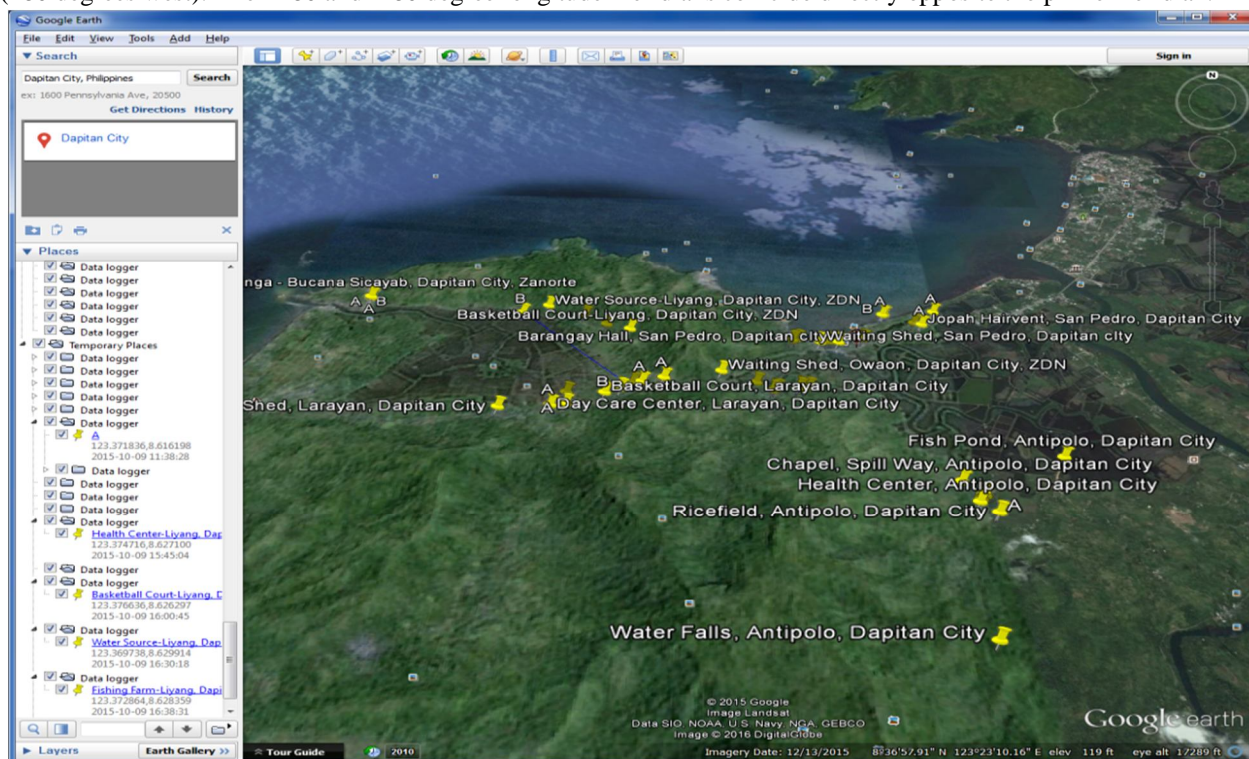 Google Earth
File Edit View Tools Add Help
Search
Dapitan City, Philippines
Search
ex: 1600 Pennsylvania Ave, 20500
Get Directions History
Dapitan City
Places
Data logger
Data logger
Data logger
Data logger
Data logger
Data logger
Temporary Places
Data logger
Data logger
Data logger
Data logger
Data logger
Data logger
A
123.371836,8.616198
2015-10-09 11:38:28
Data logger
Data logger
Data logger
Data logger
Data logger
Health Center-Liyang, Dap
123.374716,8.627100
2015-10-09 15:45:04
Data logger
Data logger
Basketball Court-Liyang, D
123.376636,8.626297
2015-10-09 16:00:45
Data logger
Water Source-Liyang, Dap
123.369738,8.629914
2015-10-09 16:30:18
Data logger
Fishing Farm-Liyang, Dapi
123.372864,8.628359
2015-10-09 16:38:31
Layers
Earth Gallery >>
Sign in
N
nga - Bucana Sicayab, Dapitan City, Zanorte
A B
A
B Water Source-Liyang, Dapitan City, ZDN
B A A
A
Basketball Court-Liyang, Dapitan City, ZDN
Jopah Hairvent, San Pedro, Dapitan City
Barangay Hall, San Pedro, Dapitan city
Waiting Shed, San Pedro, Dapitan city
Waiting Shed, Owaon, Dapitan City, ZDN
A A
B Basketball Court, Larayan, Dapitan City
A
Shed, Larayan, Dapitan City
A Day Care Center, Larayan, Dapitan City
Fish Pond, Antipolo, Dapitan City
Chapel, Spill Way, Antipolo, Dapitan City
Health Center, Antipolo, Dapitan City
Ricefield, Antipolo, Dapitan City
A
Water Falls, Antipolo, Dapitan City
© 2015 Google
Image Landsat
Data SIO, NOAA, U.S. Navy, NGA, GEBCO
Image © 2016 DigitalGlobe
Google earth
Tour Guide
2010
Imagery Date: 12/13/2015 8°36'57.91" N 123°23'10.16" E elev 119 ft eye alt 17289 ft